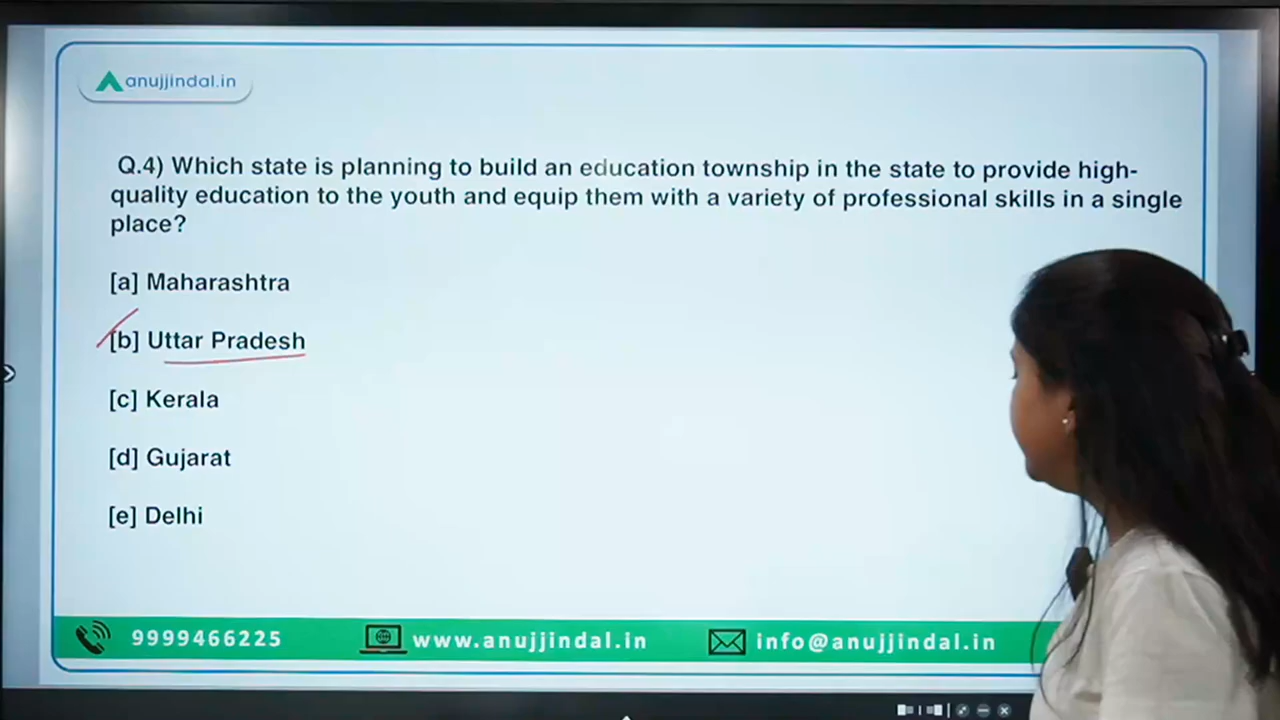 anujjindal.in
Q.4) Which state is planning to build an education township in the state to provide high-
quality education to the youth and equip them with a variety of professional skills in a single
place?
[a] Maharashtra
[b] Uttar Pradesh
[c] Kerala
[d] Gujarat
[e] Delhi
9999466225 www.anujjindal.in info@anujjindal.in